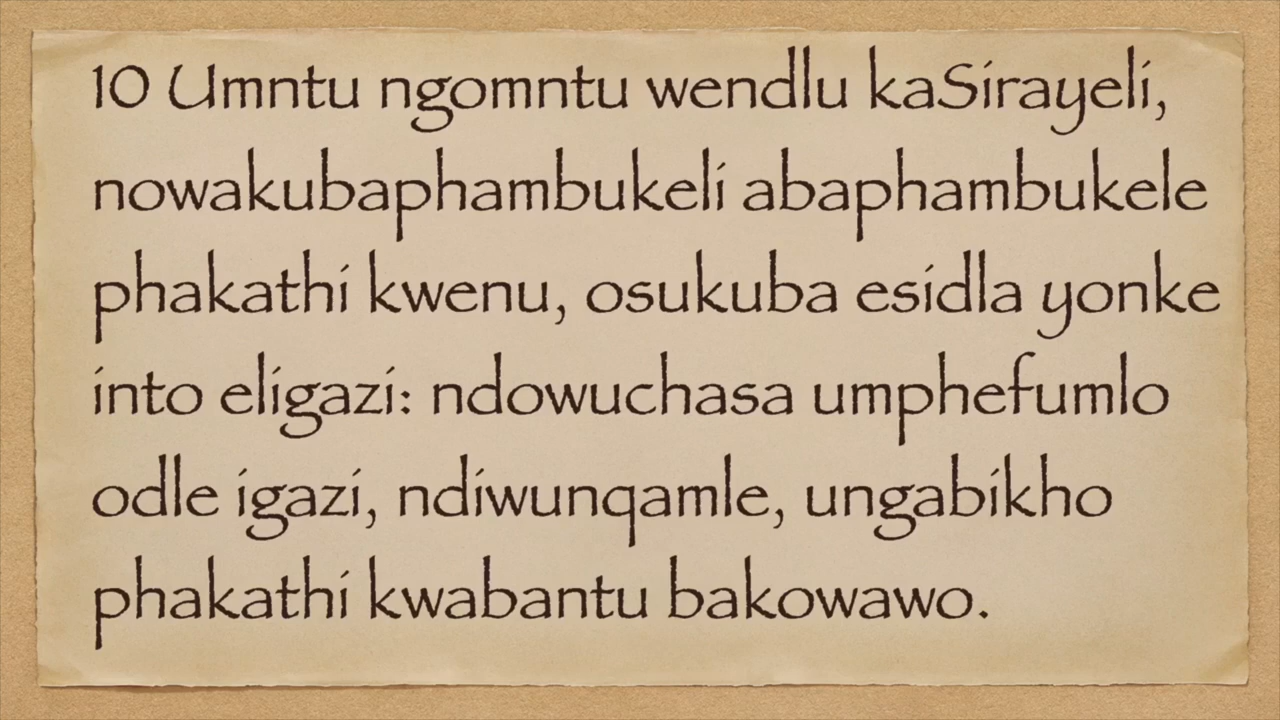 10 Umntu ngomntu wendlu kaSirayeli,
nowakubaphambukeli abaphambukele
phakathi kwenu, osukuba esidla yonke
into eligazi: ndowuchasa umphefumlo
odle igazi, ndiwunqamle, ungabikho
phakathi kwabantu bakowawo.